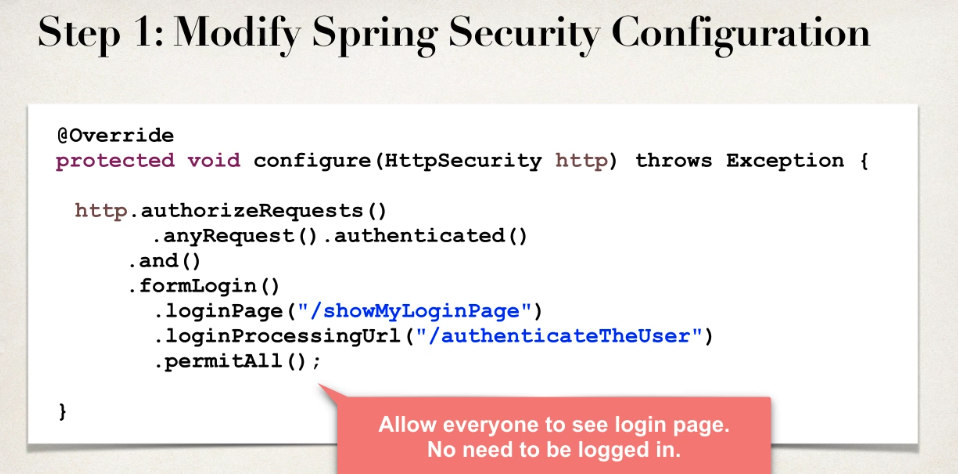 Step 1: Modify Spring Security Configuration
@Override
protected void configure(HttpSecurity http) throws Exception {
http.authorizeRequests()
.anyRequest().authenticated()
.and()
.formLogin()
.loginPage("/showMyLoginPage")
.loginProcessingUrl("/authenticateTheUser")
.permitAll();
}
Allow everyone to see login page.
No need to be logged in.